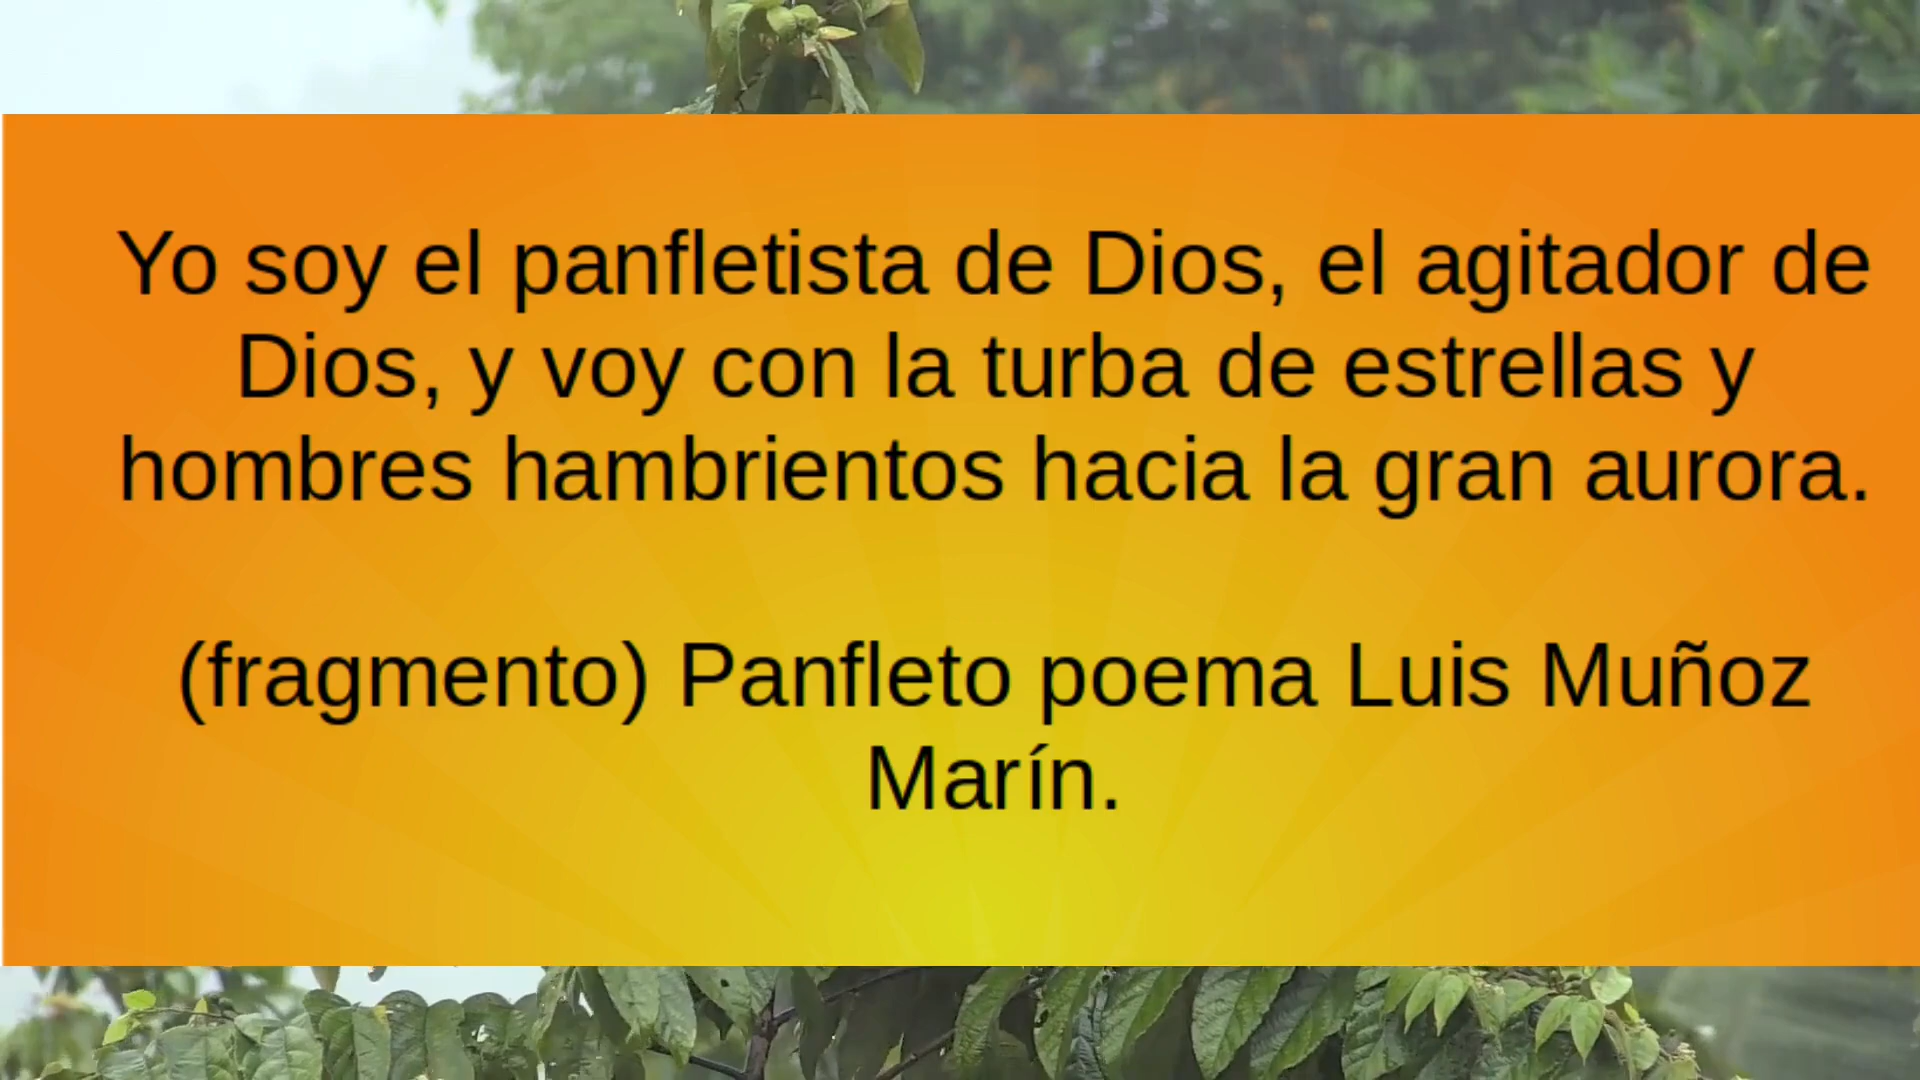 Yo soy el panfletista de Dios, el agitador de
Dios, y voy con la turba de estrellas y
hombres hambrientos hacia la gran aurora.
(fragmento) Panfleto poema Luis Muñoz
Marín.